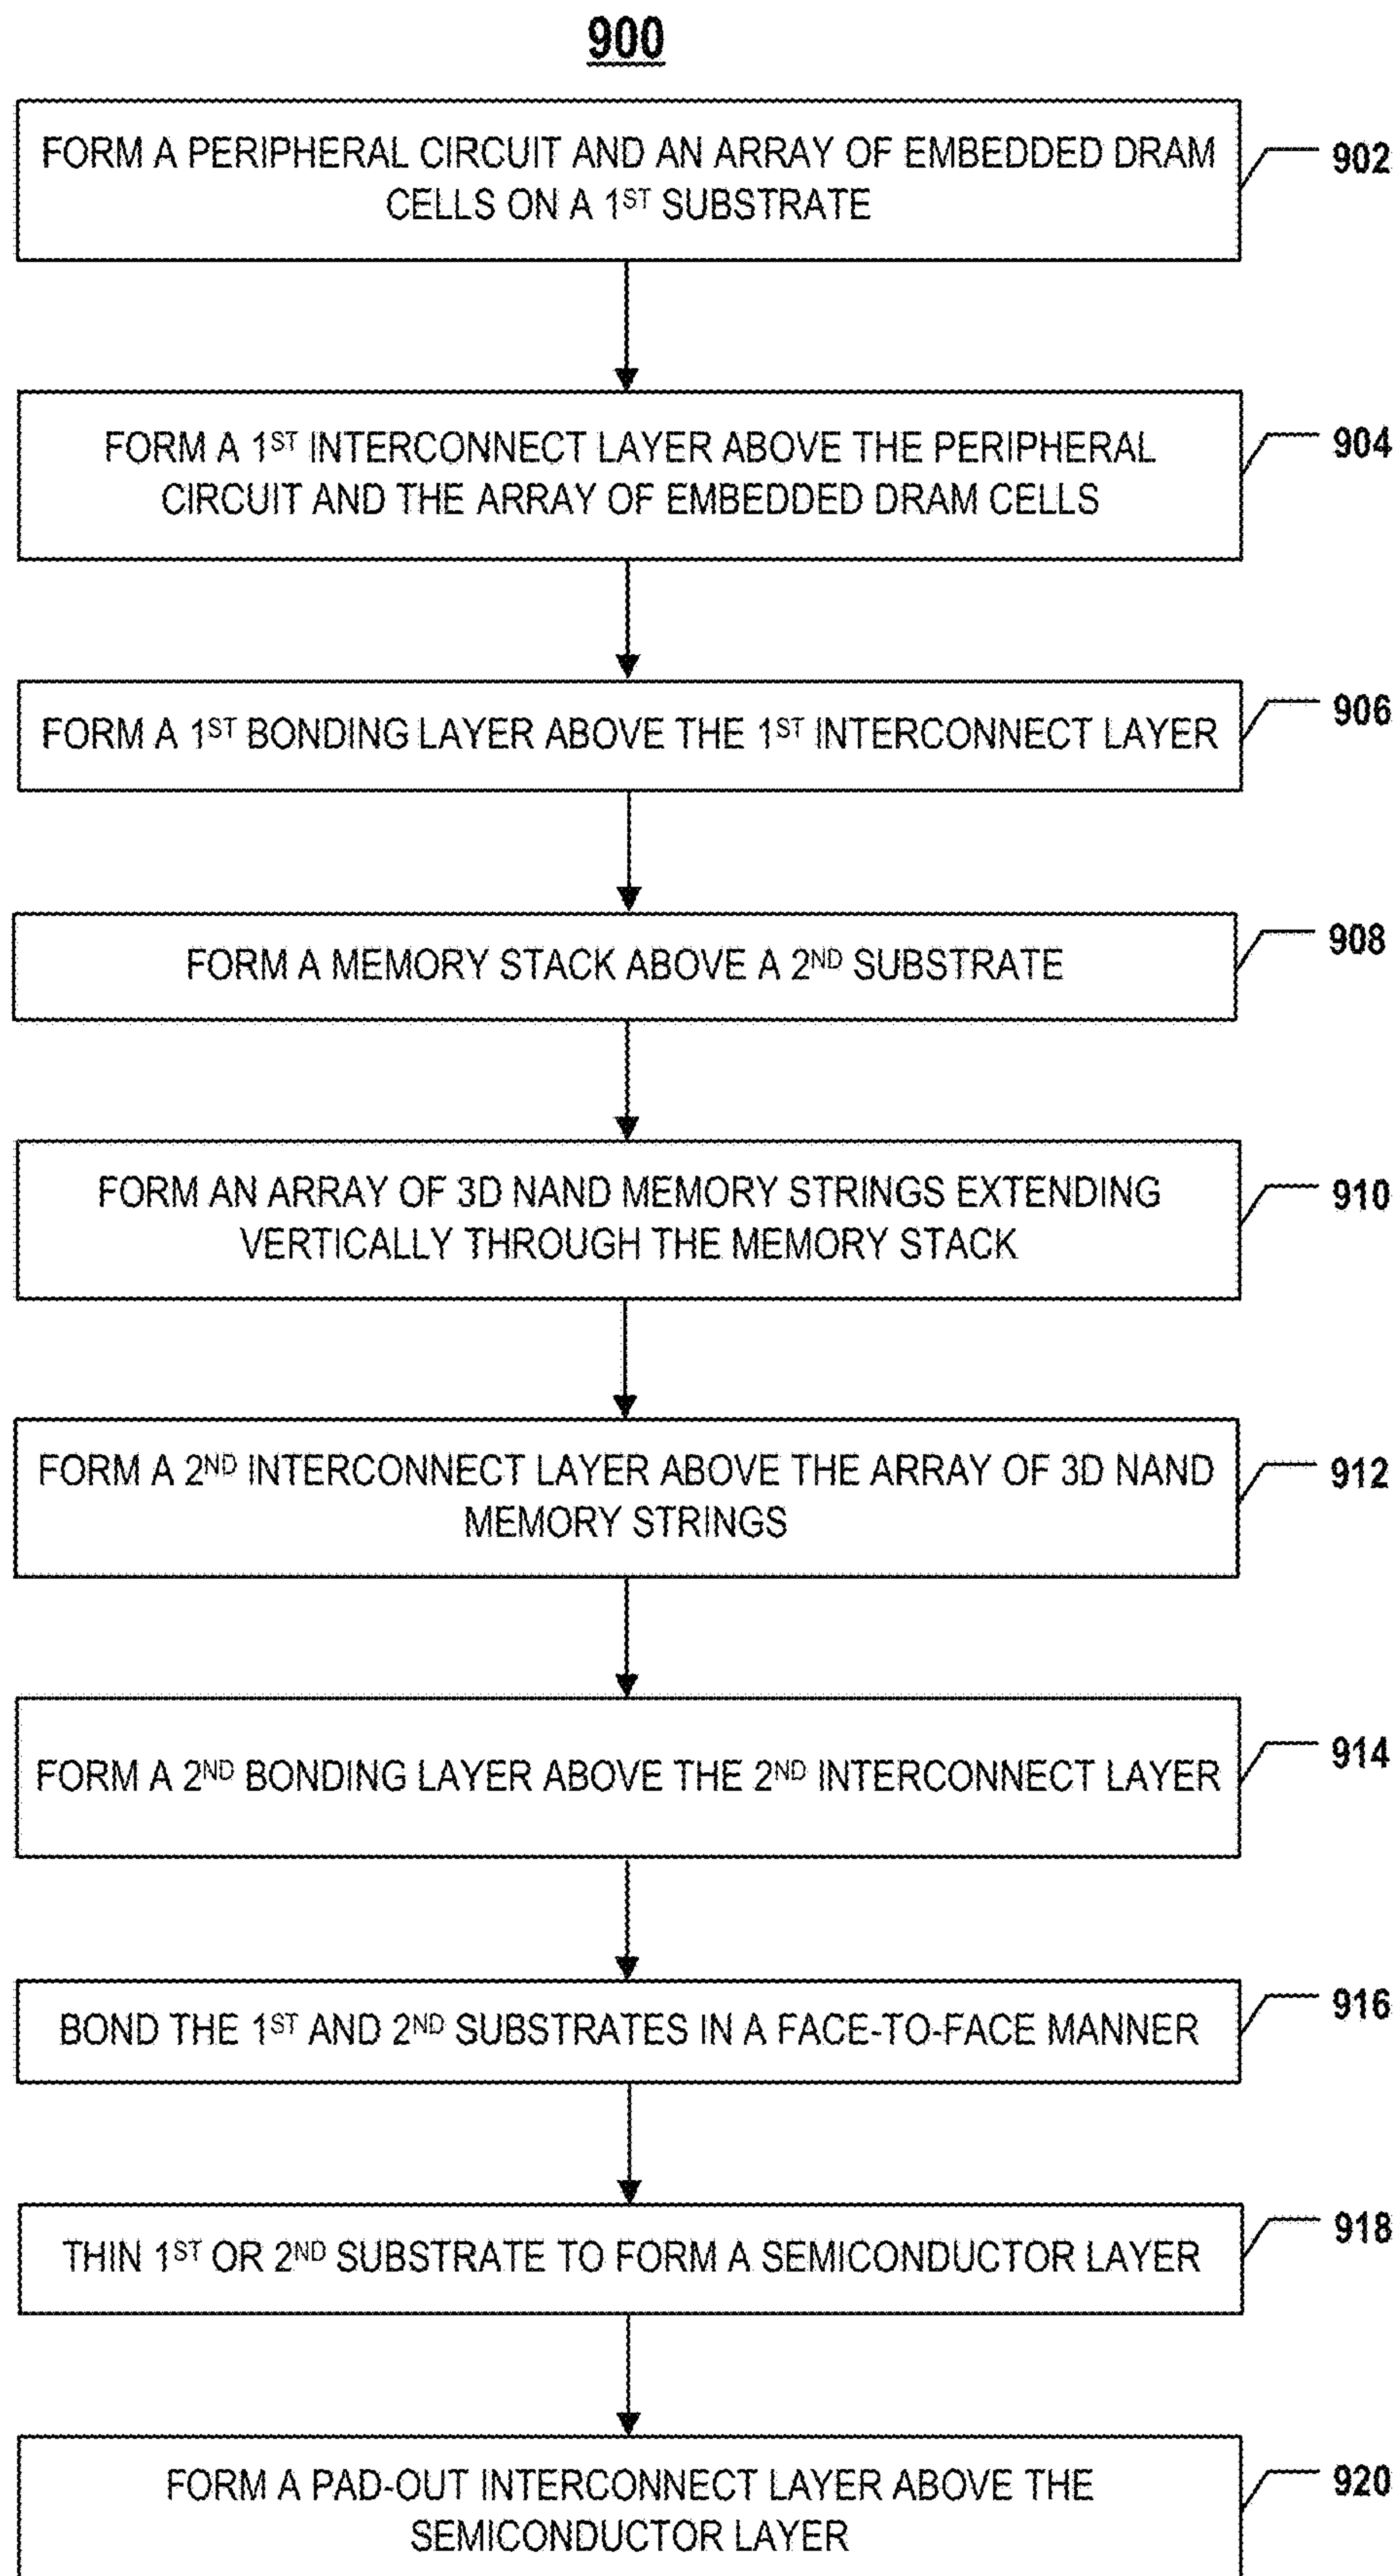 900
FORM A PERIPHERAL CIRCUIT AND AN ARRAY OF EMBEDDED DRAM
CELLS ON A 1ST SUBSTRATE
902
FORM A 1ST INTERCONNECT LAYER ABOVE THE PERIPHERAL
CIRCUIT AND THE ARRAY OF EMBEDDED DRAM CELLS
904
FORM A 1ST BONDING LAYER ABOVE THE 1ST INTERCONNECT LAYER
906
FORM A MEMORY STACK ABOVE A 2ND SUBSTRATE
908
FORM AN ARRAY OF 3D NAND MEMORY STRINGS EXTENDING
VERTICALLY THROUGH THE MEMORY STACK
910
FORM A 2ND INTERCONNECT LAYER ABOVE THE ARRAY OF 3D NAND
MEMORY STRINGS
912
FORM A 2ND BONDING LAYER ABOVE THE 2ND INTERCONNECT LAYER
914
BOND THE 1ST AND 2ND SUBSTRATES IN A FACE-TO-FACE MANNER
916
THIN 1ST OR 2ND SUBSTRATE TO FORM A SEMICONDUCTOR LAYER
918
FORM A PAD-OUT INTERCONNECT LAYER ABOVE THE
SEMICONDUCTOR LAYER
920